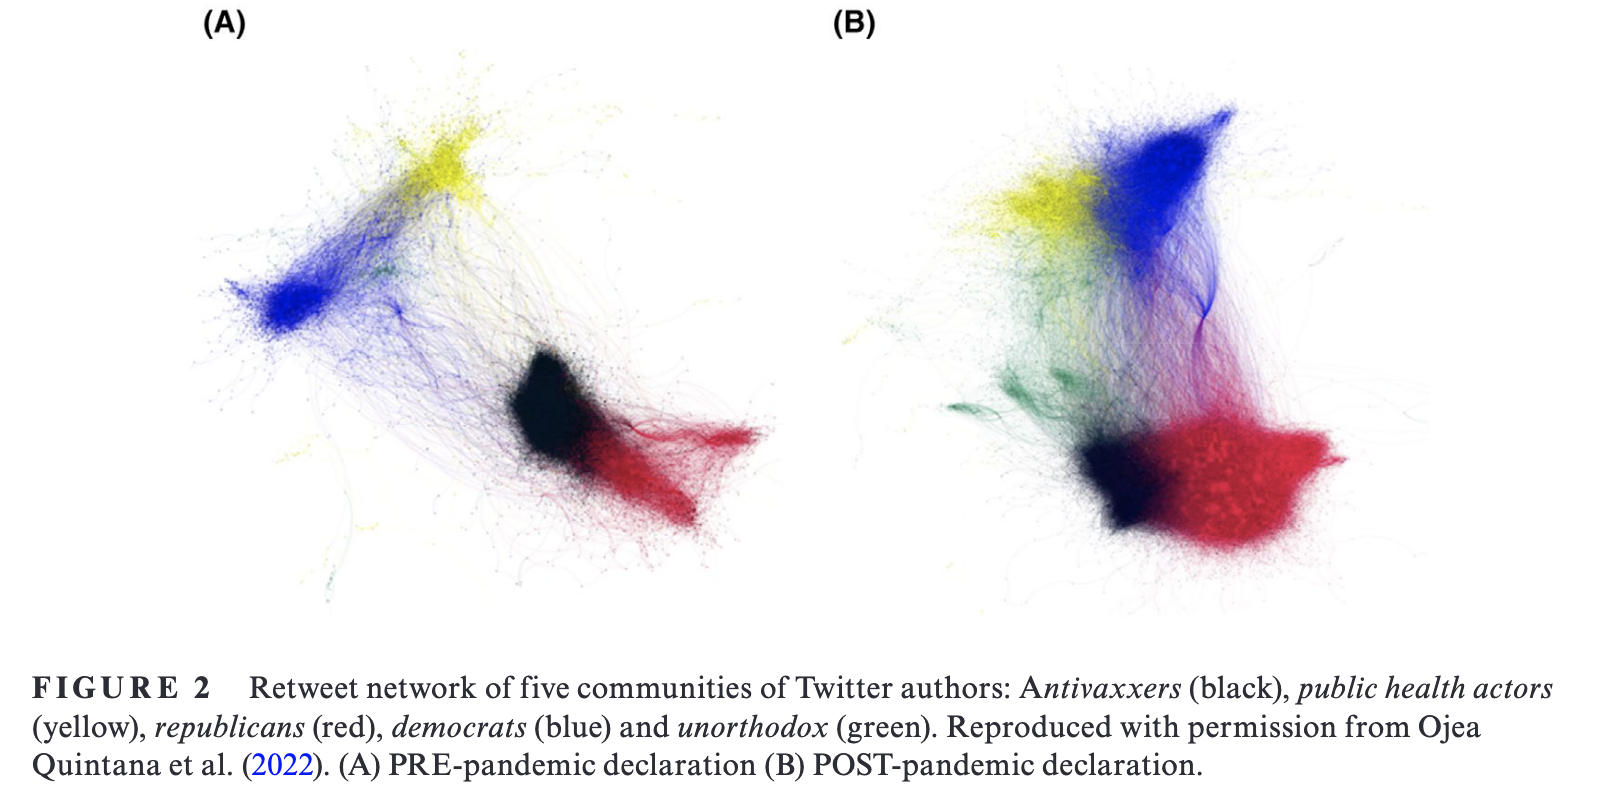 (A)
(B)
FIGURE 2 Retweet network of five communities of Twitter authors: Antivaxxers (black), public health actors
(yellow), republicans (red), democrats (blue) and unorthodox (green). Reproduced with permission from Ojea
Quintana et al. (2022). (A) PRE-pandemic declaration (B) POST-pandemic declaration.